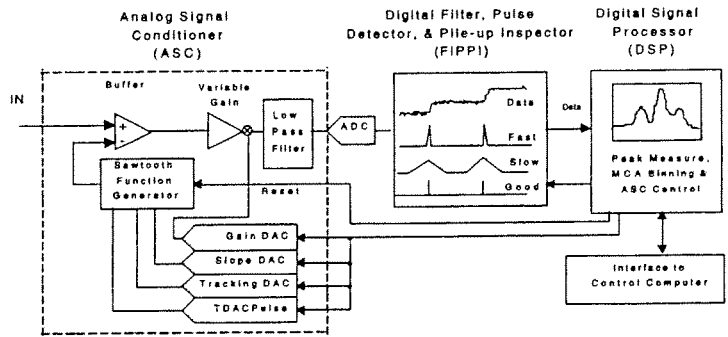 Analog Signal
Conditioner
(ASC)
Digital Filter, Pulse
Detector, & Pile-up Inspector
(FIPPI)
Digital Signal
Processor
(DSP)
IN
Buffer
Variable
Gain
+
-
Low
Pass
Filter
ADC
Data
Fast
Slow
Good
Data
Peak Measure,
MCA Binning &
ASC Control
Sawtooth
Function
Generator
Reset
Gain DAC
Slope DAC
Tracking DAC
TDACPulse
Interface to
Control Computer